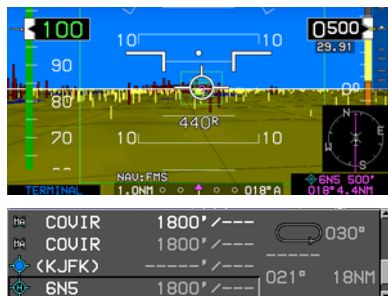 100
0500
29.91
10 10
90
80
440R
70
10 10
N
E
W
S
NAV:FMS
TERMINAL 1.0NM 018°A
6N5 500'
018°4.4NM
MA COVIR 1800'/---
030°
MA COVIR 1800'/---
(KJFK) -----'/---
------
6N5 1800'/---
021° 18NM